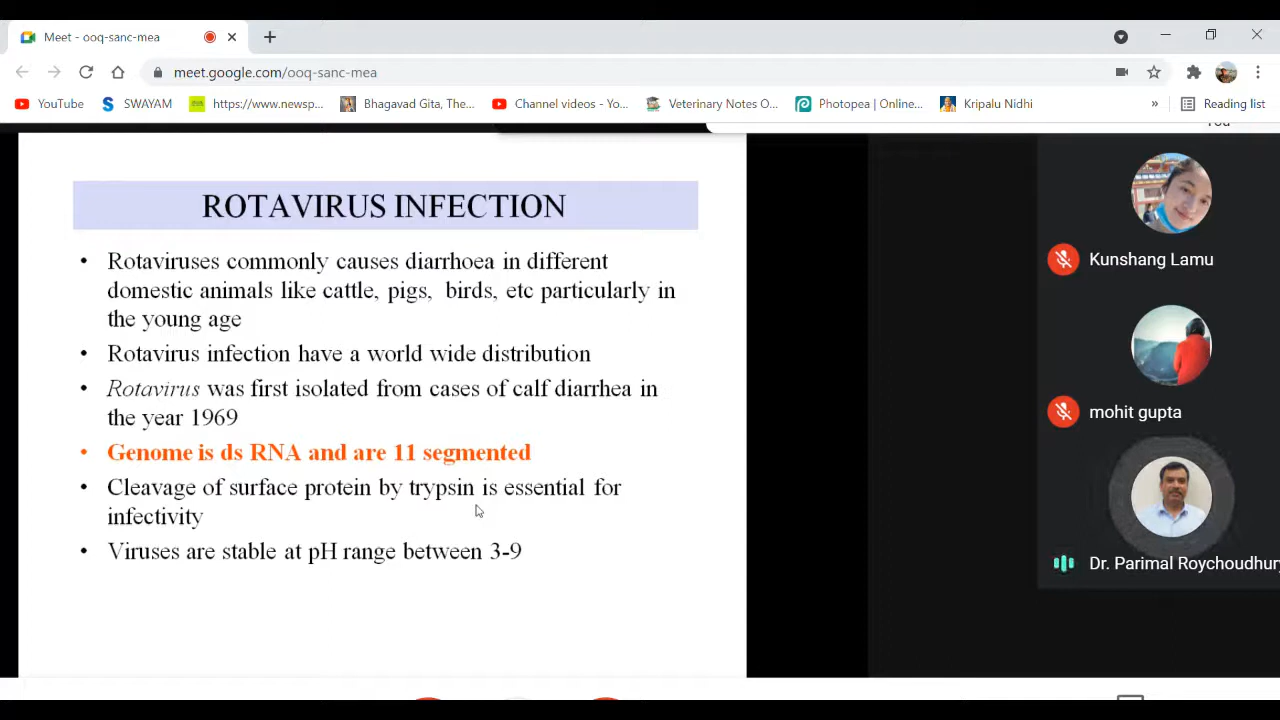 Meet - ooq-sanc-mea
meet.google.com/ooq-sanc-mea
YouTube
SWAYAM
https://www.newsp...
Bhagavad Gita, The...
Channel videos - Yo...
Veterinary Notes O...
Photopea | Online...
Kripalu Nidhi
»
Reading list
You
ROTAVIRUS INFECTION
• Rotaviruses commonly causes diarrhoea in different
domestic animals like cattle, pigs, birds, etc particularly in
the young age
• Rotavirus infection have a world wide distribution
• Rotavirus was first isolated from cases of calf diarrhea in
the year 1969
• Genome is ds RNA and are 11 segmented
• Cleavage of surface protein by trypsin is essential for
infectivity
• Viruses are stable at pH range between 3-9
Kunshang Lamu
mohit gupta
Dr. Parimal Roychoudhury